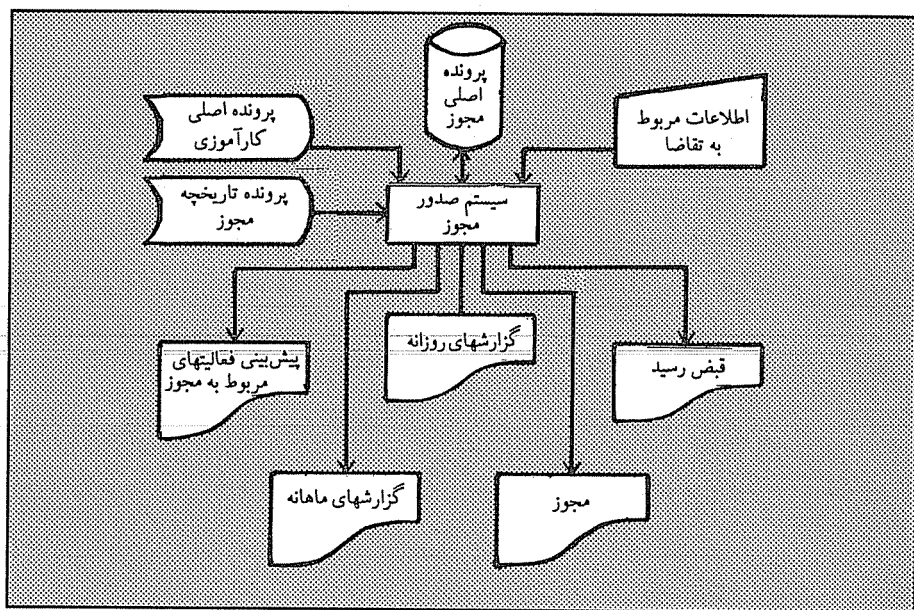 پرونده
اصلی
مجوز
پرونده اصلی
کارآموزی
اطلاعات مربوط
به تقاضا
پرونده تاریخچه
مجوز
سیستم صدور
مجوز
پیش‌بینی فعالیتهای
مربوط به مجوز
گزارشهای روزانه
قبض رسید
گزارشهای ماهانه
مجوز